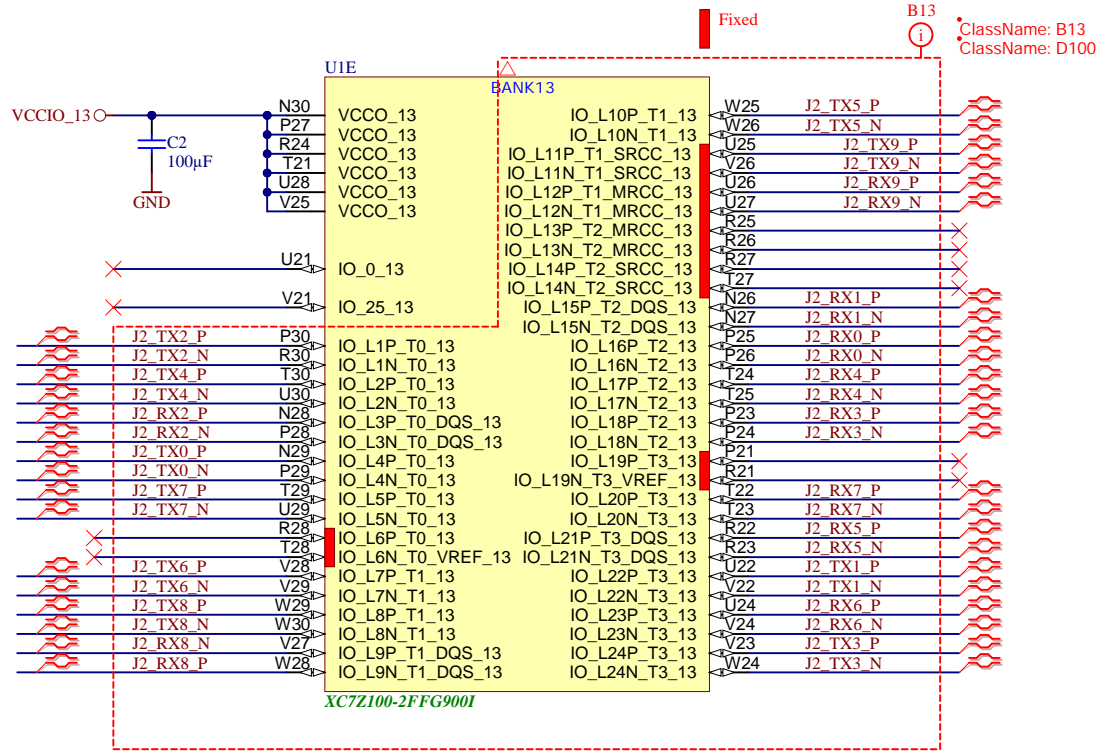 Fixed
B13
i
ClassName: B13
ClassName: D100
U1E
BANK13
VCCIO_13
C2
100µF
GND
N30 VCCO_13
P27 VCCO_13
R24 VCCO_13
T21 VCCO_13
U28 VCCO_13
V25 VCCO_13
U21 IO_0_13
V21 IO_25_13
J2_TX2_P P30 IO_L1P_T0_13
J2_TX2_N R30 IO_L1N_T0_13
J2_TX4_P T30 IO_L2P_T0_13
J2_TX4_N U30 IO_L2N_T0_13
J2_RX2_P N28 IO_L3P_T0_DQS_13
J2_RX2_N P28 IO_L3N_T0_DQS_13
J2_TX0_P N29 IO_L4P_T0_13
J2_TX0_N P29 IO_L4N_T0_13
J2_TX7_P T29 IO_L5P_T0_13
J2_TX7_N U29 IO_L5N_T0_13
R28 IO_L6P_T0_13
T28 IO_L6N_T0_VREF_13
J2_TX6_P V28 IO_L7P_T1_13
J2_TX6_N V29 IO_L7N_T1_13
J2_TX8_P W29 IO_L8P_T1_13
J2_TX8_N W30 IO_L8N_T1_13
J2_RX8_N V27 IO_L9P_T1_DQS_13
J2_RX8_P W28 IO_L9N_T1_DQS_13
IO_L10P_T1_13 W25 J2_TX5_P
IO_L10N_T1_13 W26 J2_TX5_N
IO_L11P_T1_SRCC_13 U25 J2_TX9_P
IO_L11N_T1_SRCC_13 V26 J2_TX9_N
IO_L12P_T1_MRCC_13 U26 J2_RX9_P
IO_L12N_T1_MRCC_13 U27 J2_RX9_N
IO_L13P_T2_MRCC_13 R25
IO_L13N_T2_MRCC_13 R26
IO_L14P_T2_SRCC_13 R27
IO_L14N_T2_SRCC_13 T27
IO_L15P_T2_DQS_13 N26 J2_RX1_P
IO_L15N_T2_DQS_13 N27 J2_RX1_N
IO_L16P_T2_13 P25 J2_RX0_P
IO_L16N_T2_13 P26 J2_RX0_N
IO_L17P_T2_13 T24 J2_RX4_P
IO_L17N_T2_13 T25 J2_RX4_N
IO_L18P_T2_13 P23 J2_RX3_P
IO_L18N_T2_13 P24 J2_RX3_N
IO_L19P_T3_13 P21
IO_L19N_T3_VREF_13 R21
IO_L20P_T3_13 T22 J2_RX7_P
IO_L20N_T3_13 T23 J2_RX7_N
IO_L21P_T3_DQS_13 R22 J2_RX5_P
IO_L21N_T3_DQS_13 R23 J2_RX5_N
IO_L22P_T3_13 U22 J2_TX1_P
IO_L22N_T3_13 V22 J2_TX1_N
IO_L23P_T3_13 U24 J2_RX6_P
IO_L23N_T3_13 V24 J2_RX6_N
IO_L24P_T3_13 V23 J2_TX3_P
IO_L24N_T3_13 W24 J2_TX3_N
XC7Z100-2FFG900I